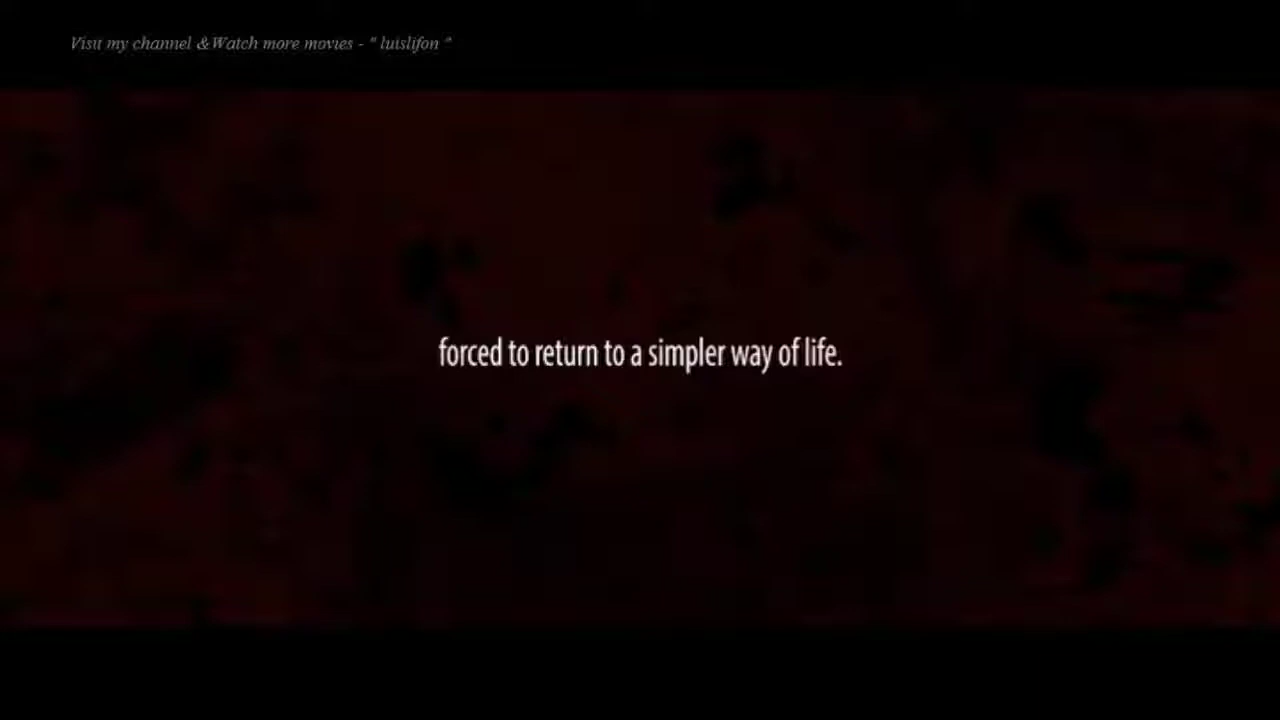 Visit my channel &Watch more movies - " luislifon "
forced to return to a simpler way of life.